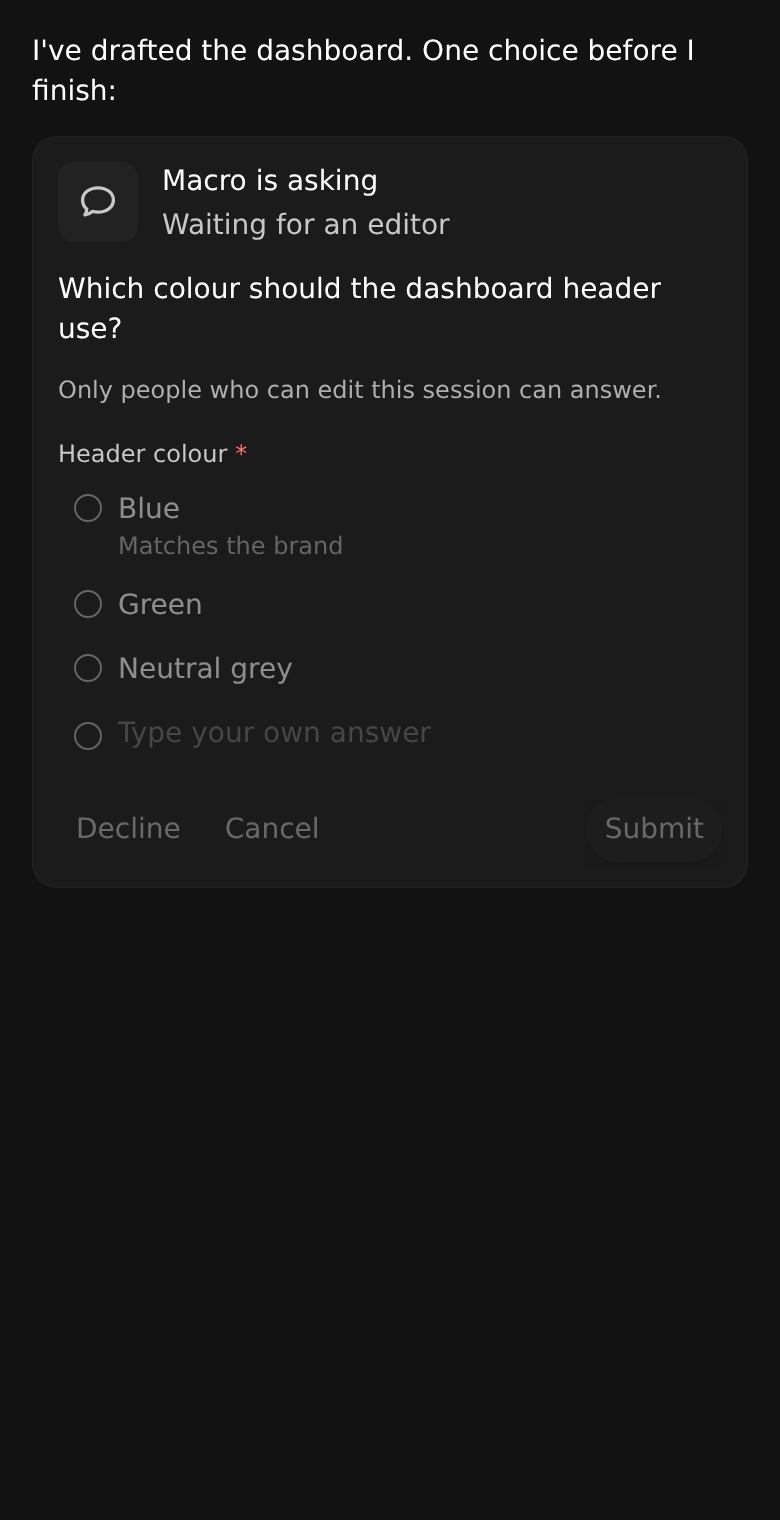 I've drafted the dashboard. One choice before I
finish:
Macro is asking
Waiting for an editor
Which colour should the dashboard header
use?
Only people who can edit this session can answer.
Header colour *
Blue
Matches the brand
Green
Neutral grey
Type your own answer
Decline Cancel Submit